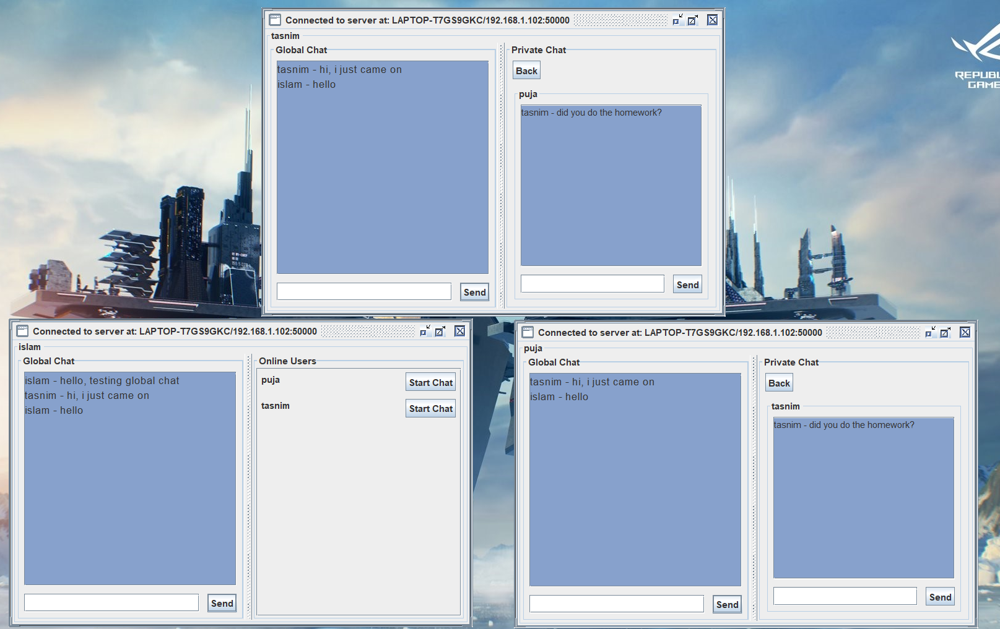 Connected to server at: LAPTOP-T7GS9GKC/192.168.1.102:50000
tasnim
Global Chat
tasnim - hi, i just came on
islam - hello
Send
Private Chat
Back
puja
tasnim - did you do the homework?
Send
Connected to server at: LAPTOP-T7GS9GKC/192.168.1.102:50000
islam
Global Chat
islam - hello, testing global chat
tasnim - hi, i just came on
islam - hello
Send
Online Users
puja Start Chat
tasnim Start Chat
Connected to server at: LAPTOP-T7GS9GKC/192.168.1.102:50000
puja
Global Chat
tasnim - hi, i just came on
islam - hello
Send
Private Chat
Back
tasnim
tasnim - did you do the homework?
Send